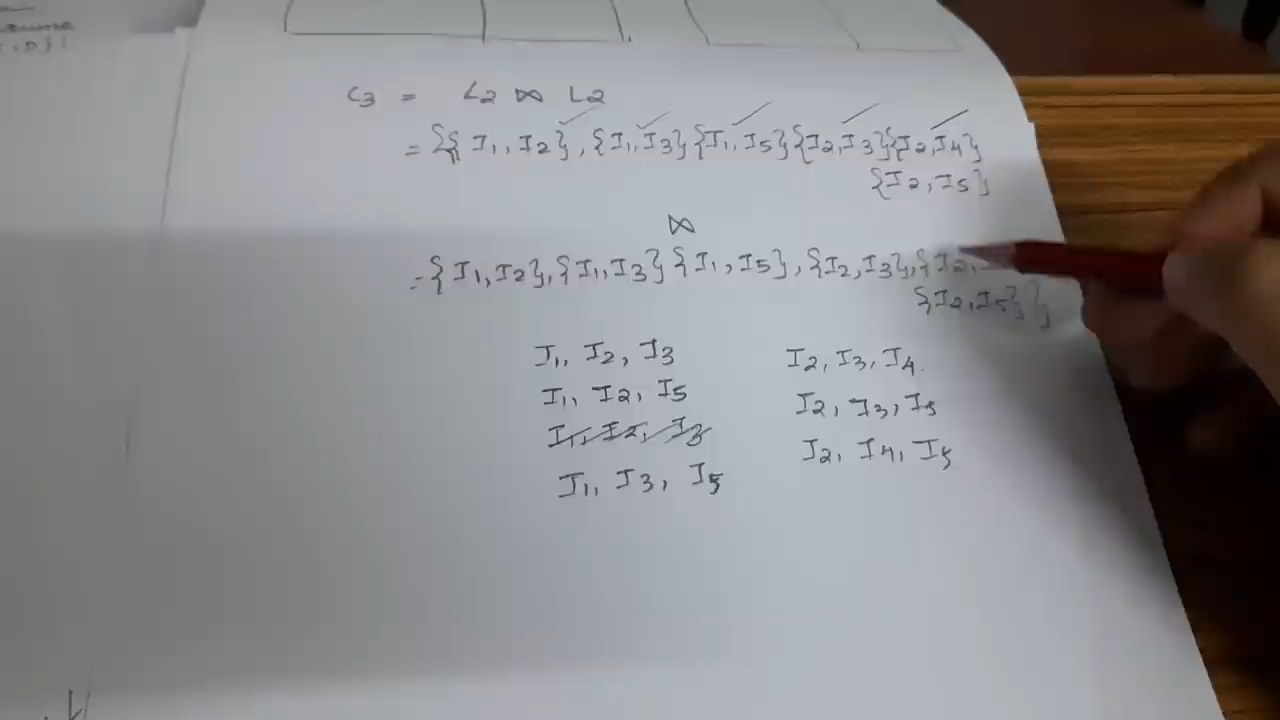 C3 = L2 ⋈ L2
= {{ I1, I2}, {I1, I3} {I1, I5} {I2, I3} {I2, I4}
{I2, I5}
⋈
= {I1, I2}, {I1, I3} {I1, I5}, {I2, I3}, {I2,
{I2, I5} }
I1, I2, I3
I1, I2, I5
I1, I2, I3
I1, I3, I5
I2, I3, I4.
I2, I3, I5
I2, I4, I5